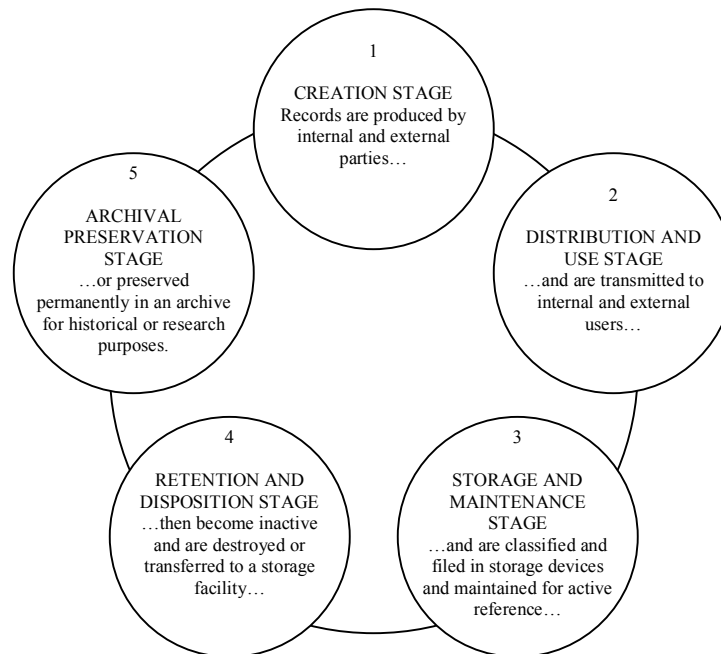 1
CREATION STAGE
Records are produced by
internal and external
parties…
2
DISTRIBUTION AND
USE STAGE
…and are transmitted to
internal and external
users…
3
STORAGE AND
MAINTENANCE
STAGE
…and are classified and
filed in storage devices
and maintained for active
reference…
4
RETENTION AND
DISPOSITION STAGE
…then become inactive
and are destroyed or
transferred to a storage
facility…
5
ARCHIVAL
PRESERVATION
STAGE
…or preserved
permanently in an archive
for historical or research
purposes.